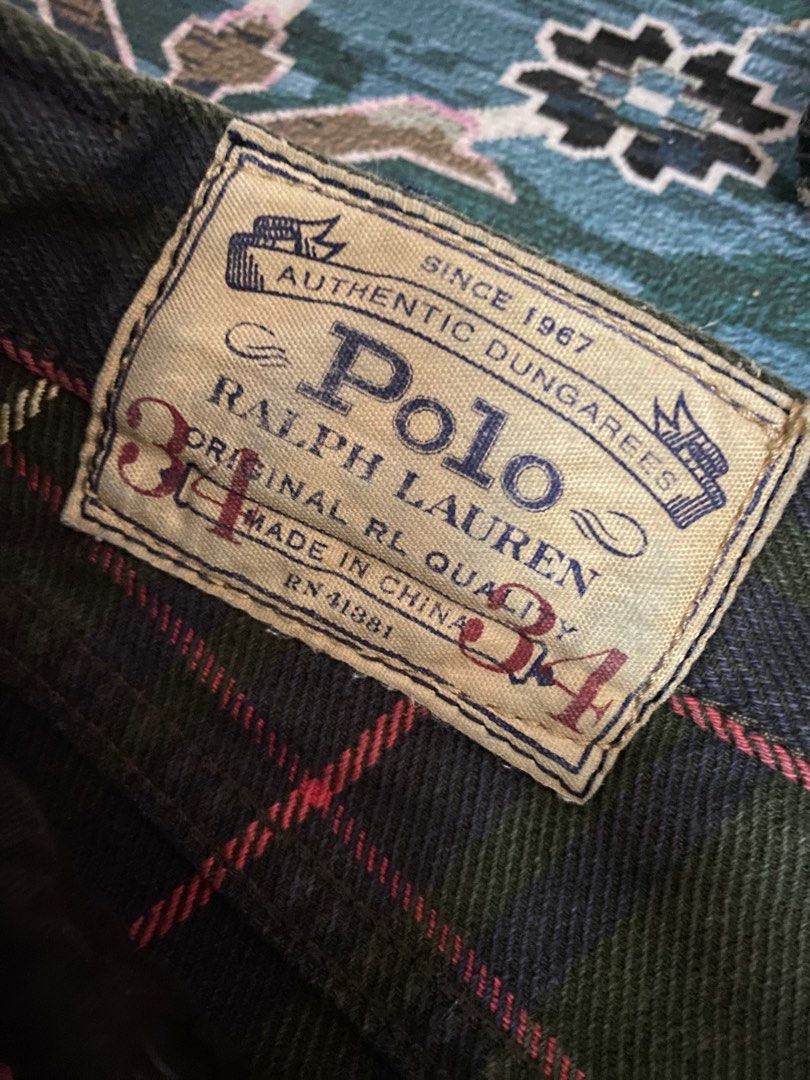 SINCE 1967
AUTHENTIC DUNGAREES
Polo
RALPH LAUREN
ORIGINAL RL QUALITY
MADE IN CHINA
RN 41381
34
34